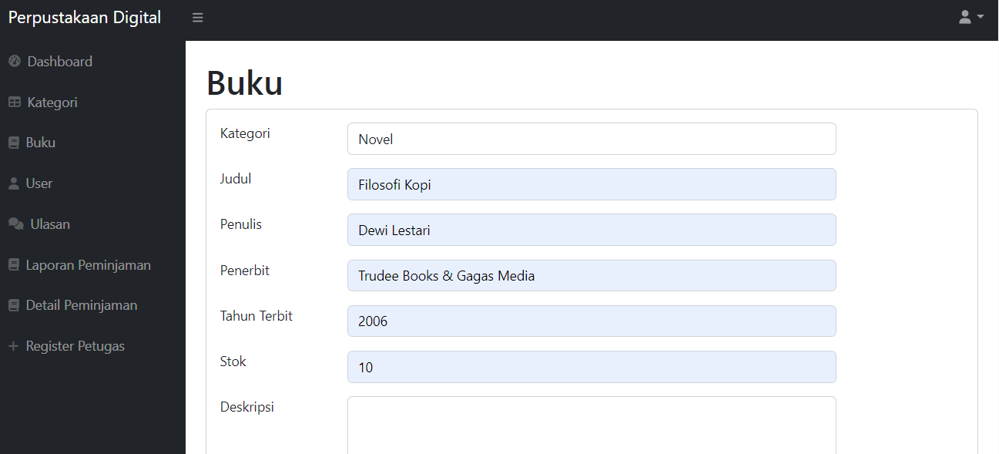 Perpustakaan Digital
Dashboard
Kategori
Buku
User
Ulasan
Laporan Peminjaman
Detail Peminjaman
Register Petugas
Buku
Kategori Novel
Judul Filosofi Kopi
Penulis Dewi Lestari
Penerbit Trudee Books & Gagas Media
Tahun Terbit 2006
Stok 10
Deskripsi